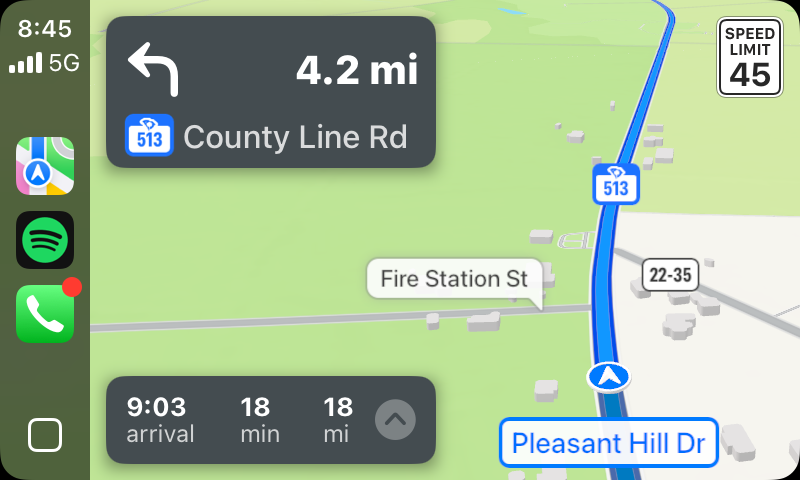 8:45
5G
4.2 mi
513
County Line Rd
SPEED
LIMIT
45
513
22-35
Fire Station St
9:03
arrival
18
min
18
mi
Pleasant Hill Dr